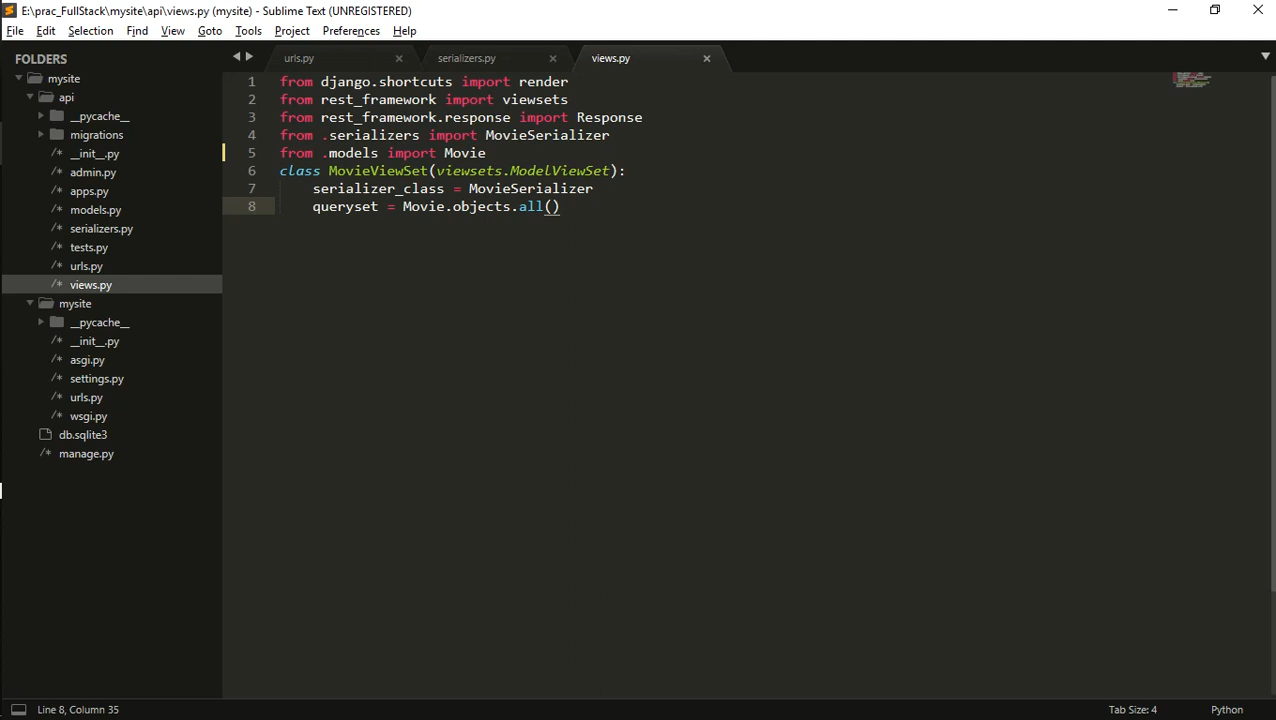 E:\prac_FullStack\mysite\api\views.py (mysite) - Sublime Text (UNREGISTERED)
File Edit Selection Find View Goto Tools Project Preferences Help
FOLDERS
mysite
api
__pycache__
migrations
/* __init__.py
/* admin.py
/* apps.py
/* models.py
/* serializers.py
/* tests.py
/* urls.py
/* views.py
mysite
__pycache__
/* __init__.py
/* asgi.py
/* settings.py
/* urls.py
/* wsgi.py
db.sqlite3
/* manage.py
urls.py × serializers.py × views.py ×
1 from django.shortcuts import render
2 from rest_framework import viewsets
3 from rest_framework.response import Response
4 from .serializers import MovieSerializer
5 from .models import Movie
6 class MovieViewSet(viewsets.ModelViewSet):
7     serializer_class = MovieSerializer
8     queryset = Movie.objects.all()
Line 8, Column 35
Tab Size: 4
Python